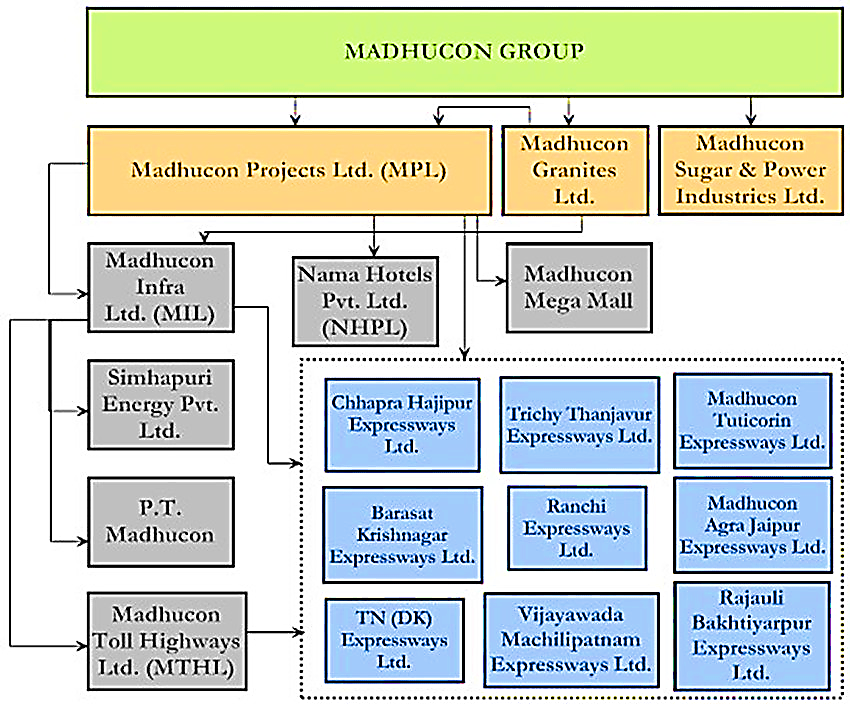 MADHUCON GROUP
Madhucon Projects Ltd. (MPL)
Madhucon
Granites
Ltd.
Madhucon
Sugar & Power
Industries Ltd.
Madhucon
Infra
Ltd. (MIL)
Nama Hotels
Pvt. Ltd.
(NHPL)
Madhucon
Mega Mall
Simhapuri
Energy Pvt.
Ltd.
P.T.
Madhucon
Madhucon
Toll Highways
Ltd. (MTHL)
Chhapra Hajipur
Expressways
Ltd.
Trichy Thanjavur
Expressways Ltd.
Madhucon
Tuticorin
Expressways Ltd.
Barasat
Krishnagar
Expressways Ltd.
Ranchi
Expressways
Ltd.
Madhucon
Agra Jaipur
Expressways Ltd.
TN (DK)
Expressways
Ltd.
Vijayawada
Machilipatnam
Expressways Ltd.
Rajauli
Bakhtiyarpur
Expressways
Ltd.